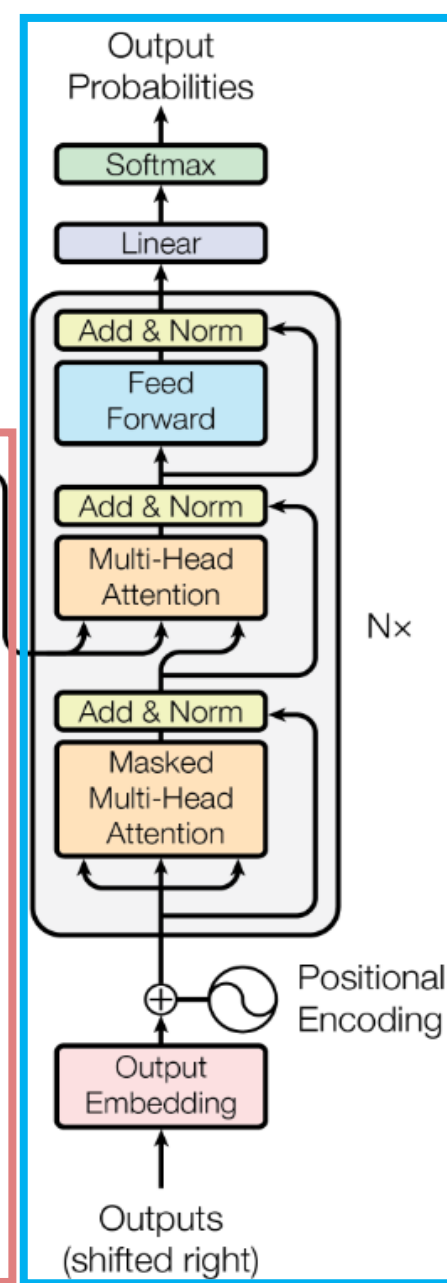 Output
Probabilities
Softmax
Linear
Add & Norm
Feed
Forward
Add & Norm
Multi-Head
Attention
N×
Add & Norm
Masked
Multi-Head
Attention
Positional
Encoding
Output
Embedding
Outputs
(shifted right)